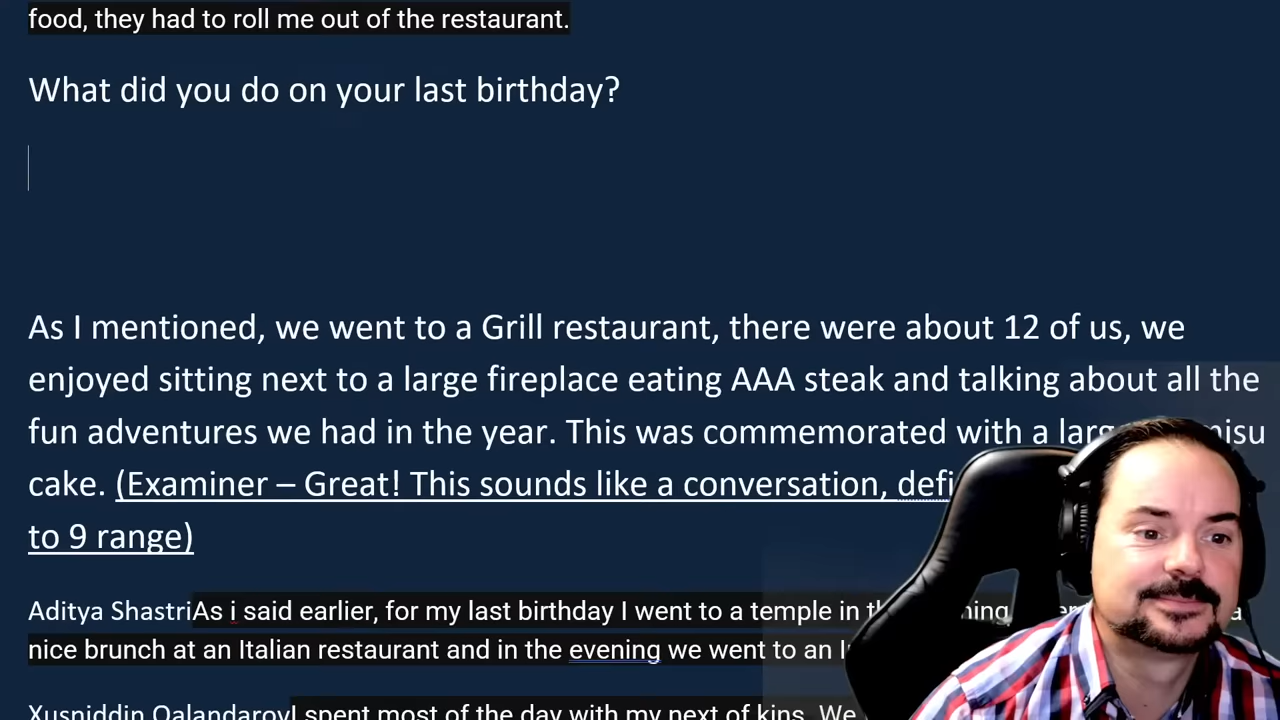 food, they had to roll me out of the restaurant.
What did you do on your last birthday?
As I mentioned, we went to a Grill restaurant, there were about 12 of us, we
enjoyed sitting next to a large fireplace eating AAA steak and talking about all the
fun adventures we had in the year. This was commemorated with a
cake. (Examiner – Great! This sounds like a conversation,
to 9 range)
Aditya ShastriAs i said earlier, for my last birthday I went to a temple in a
nice brunch at an Italian restaurant and in the evening we went to an
Xusniddin QalandarovI spent most of the day with my next of kins. We